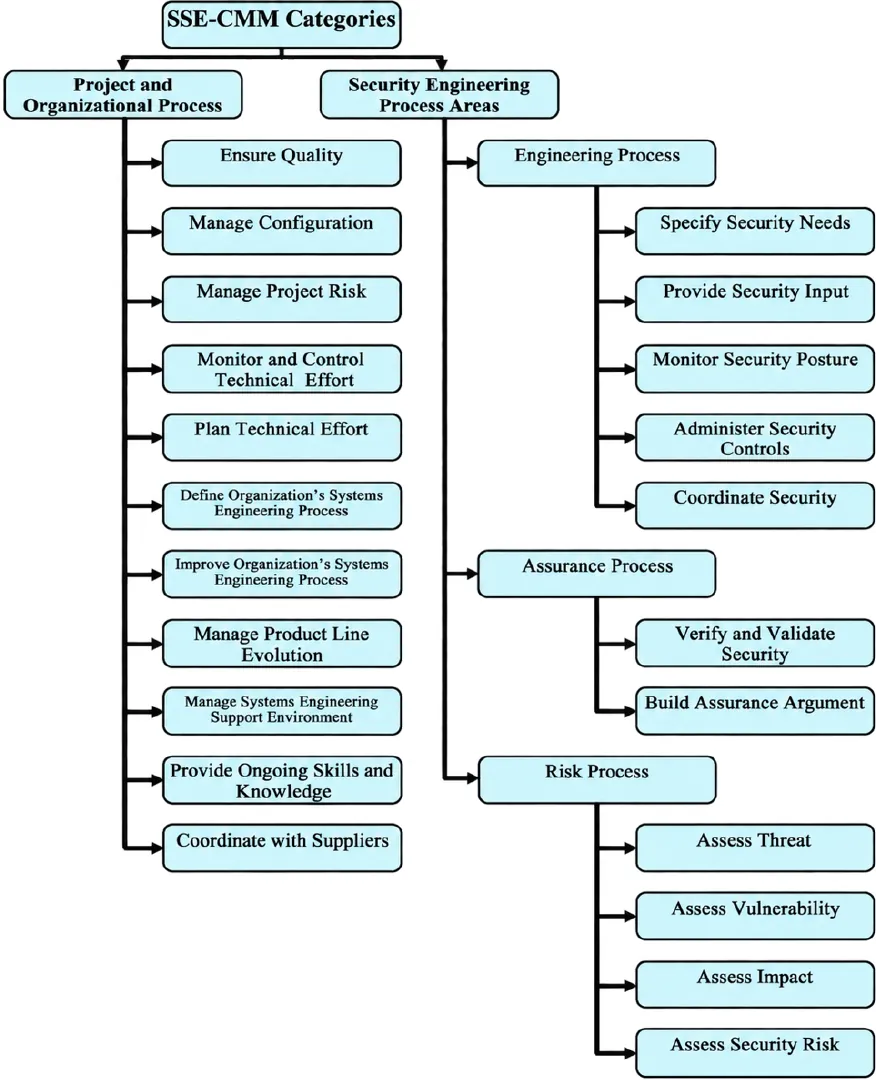 SSE-CMM Categories
Project and
Organizational Process
Ensure Quality
Manage Configuration
Manage Project Risk
Monitor and Control
Technical Effort
Plan Technical Effort
Define Organization's Systems
Engineering Process
Improve Organization's Systems
Engineering Process
Manage Product Line
Evolution
Manage Systems Engineering
Support Environment
Provide Ongoing Skills and
Knowledge
Coordinate with Suppliers
Security Engineering
Process Areas
Engineering Process
Specify Security Needs
Provide Security Input
Monitor Security Posture
Administer Security
Controls
Coordinate Security
Assurance Process
Verify and Validate
Security
Build Assurance Argument
Risk Process
Assess Threat
Assess Vulnerability
Assess Impact
Assess Security Risk